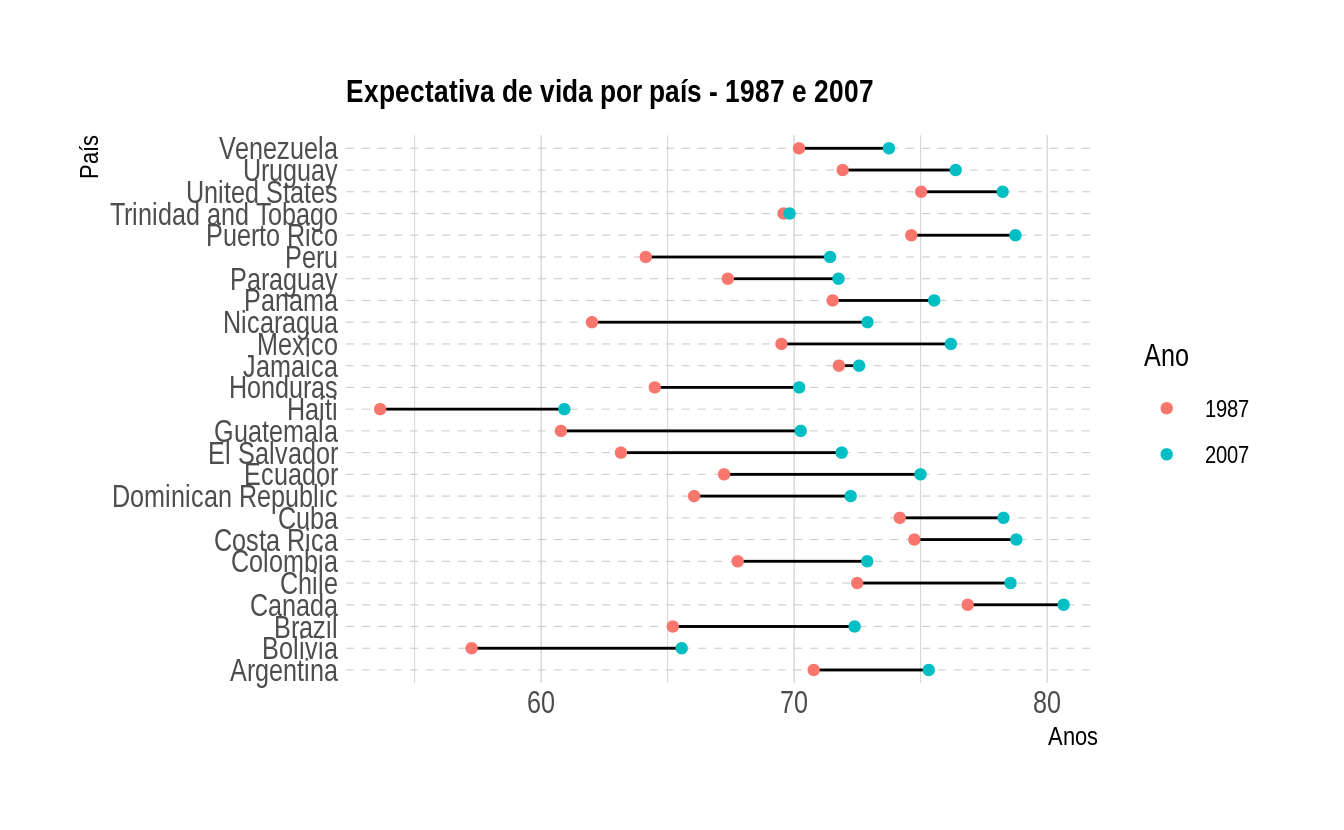 Expectativa de vida por país - 1987 e 2007
País
Venezuela
Uruguay
United States
Trinidad and Tobago
Puerto Rico
Peru
Paraguay
Panama
Nicaragua
Mexico
Jamaica
Honduras
Haiti
Guatemala
El Salvador
Ecuador
Dominican Republic
Cuba
Costa Rica
Colombia
Chile
Canada
Brazil
Bolivia
Argentina
60 70 80
Anos
Ano
1987
2007